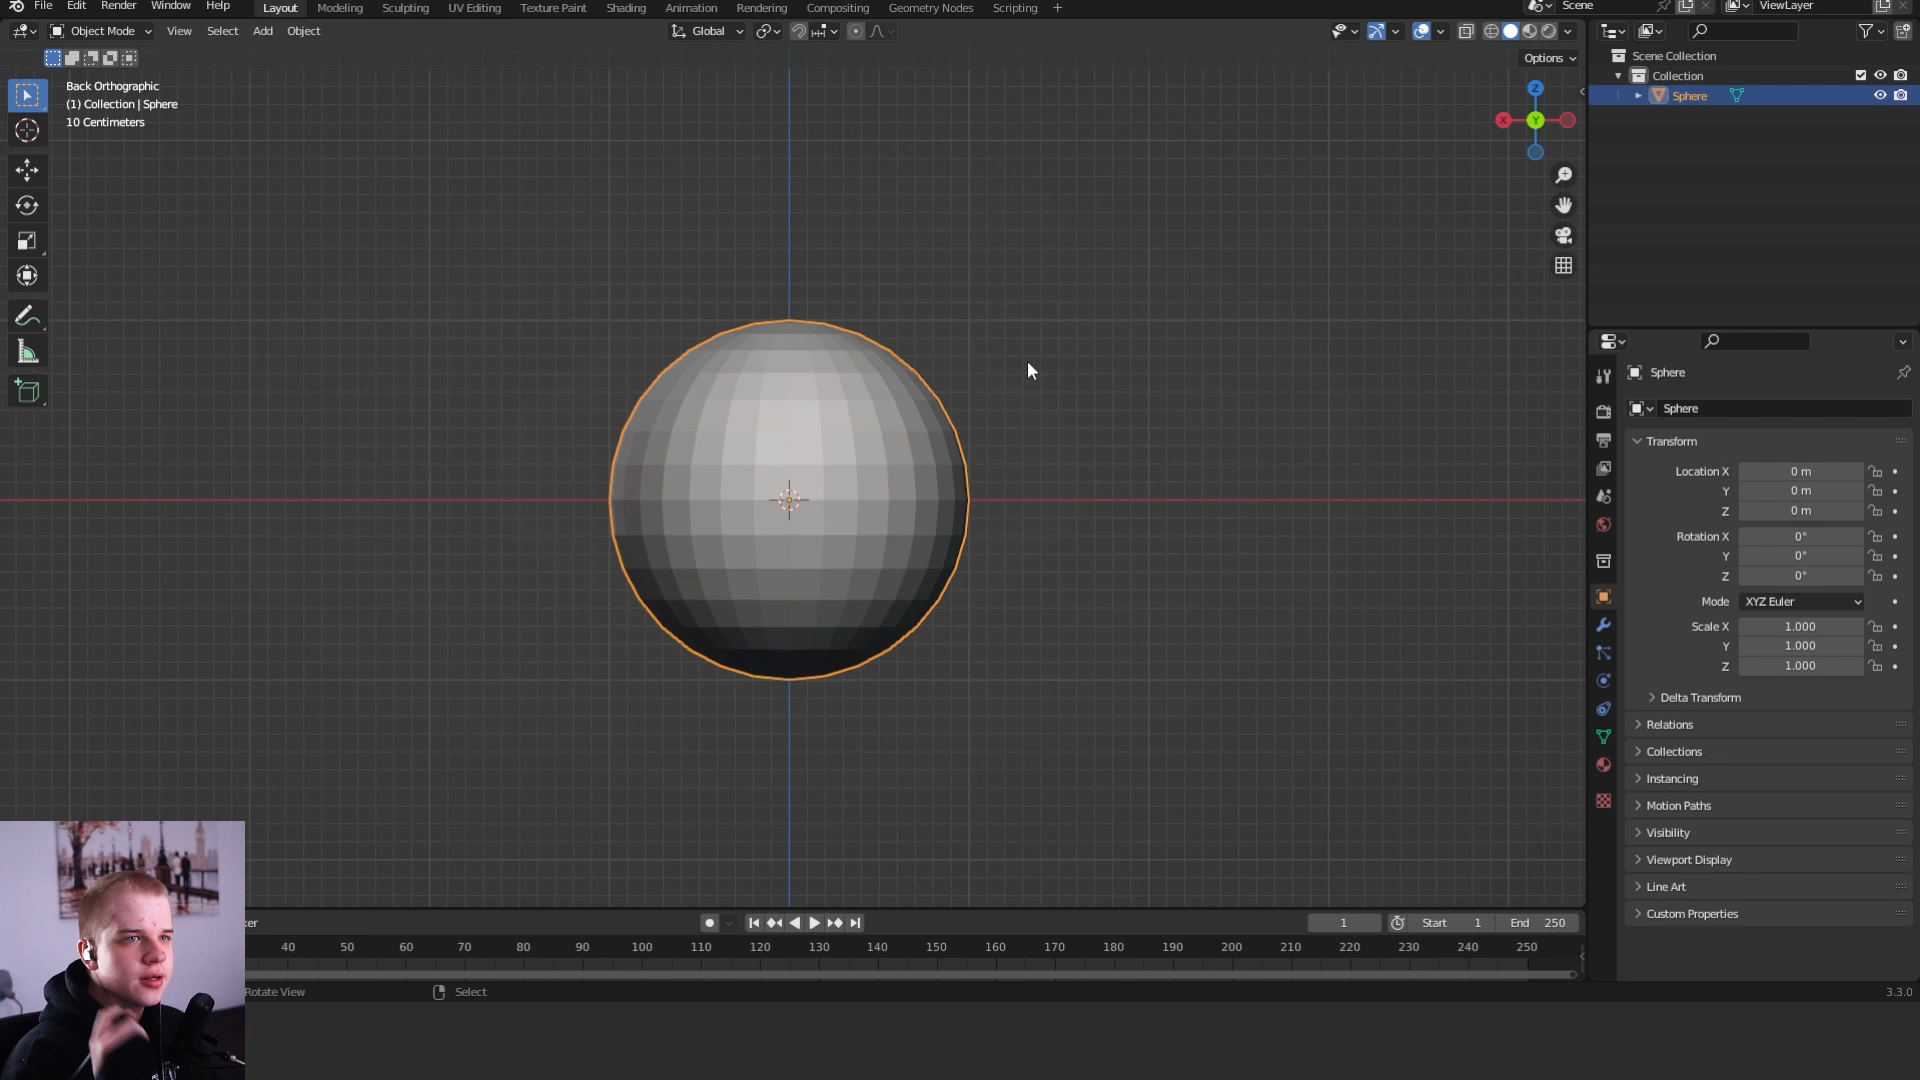 File Edit Render Window Help Layout Modeling Sculpting UV Editing Texture Paint Shading Animation Rendering Compositing Geometry Nodes Scripting + Scene ViewLayer
Object Mode View Select Add Object Global
Options
Back Orthographic
(1) Collection | Sphere
10 Centimeters
Z
X
Y
Scene Collection
Collection
Sphere
Sphere
Sphere
Transform
Location X 0 m
Y 0 m
Z 0 m
Rotation X 0°
Y 0°
Z 0°
Mode XYZ Euler
Scale X 1.000
Y 1.000
Z 1.000
Delta Transform
Relations
Collections
Instancing
Motion Paths
Visibility
Viewport Display
Line Art
Custom Properties
ker 1 Start 1 End 250
40 50 60 70 80 90 100 110 120 130 140 150 160 170 180 190 200 210 220 230 240 250
Rotate View Select 3.3.0